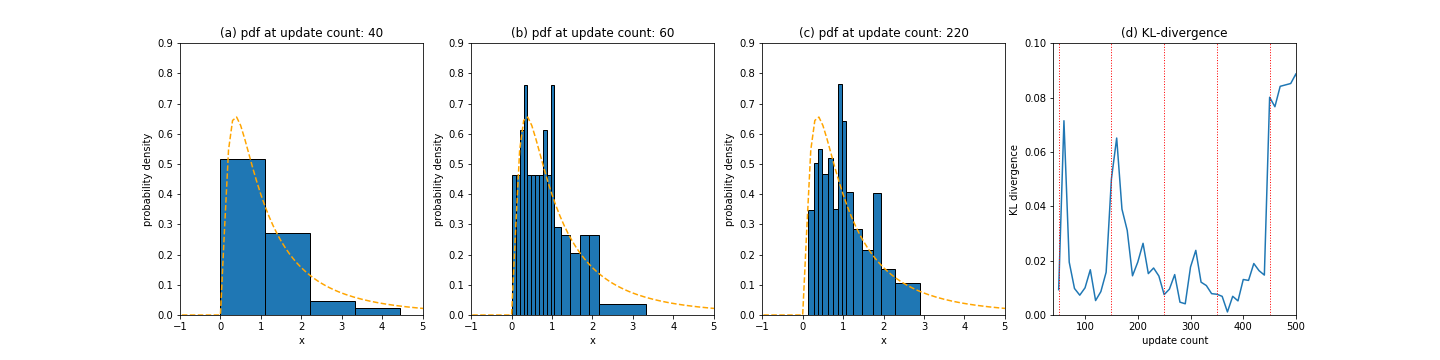 (a) pdf at update count: 40
probability density
0.9
0.8
0.7
0.6
0.5
0.4
0.3
0.2
0.1
0.0
−1 0 1 2 3 4 5
x
(b) pdf at update count: 60
probability density
0.9
0.8
0.7
0.6
0.5
0.4
0.3
0.2
0.1
0.0
−1 0 1 2 3 4 5
x
(c) pdf at update count: 220
probability density
0.9
0.8
0.7
0.6
0.5
0.4
0.3
0.2
0.1
0.0
−1 0 1 2 3 4 5
x
(d) KL-divergence
KL divergence
0.10
0.08
0.06
0.04
0.02
0.00
100 200 300 400 500
update count